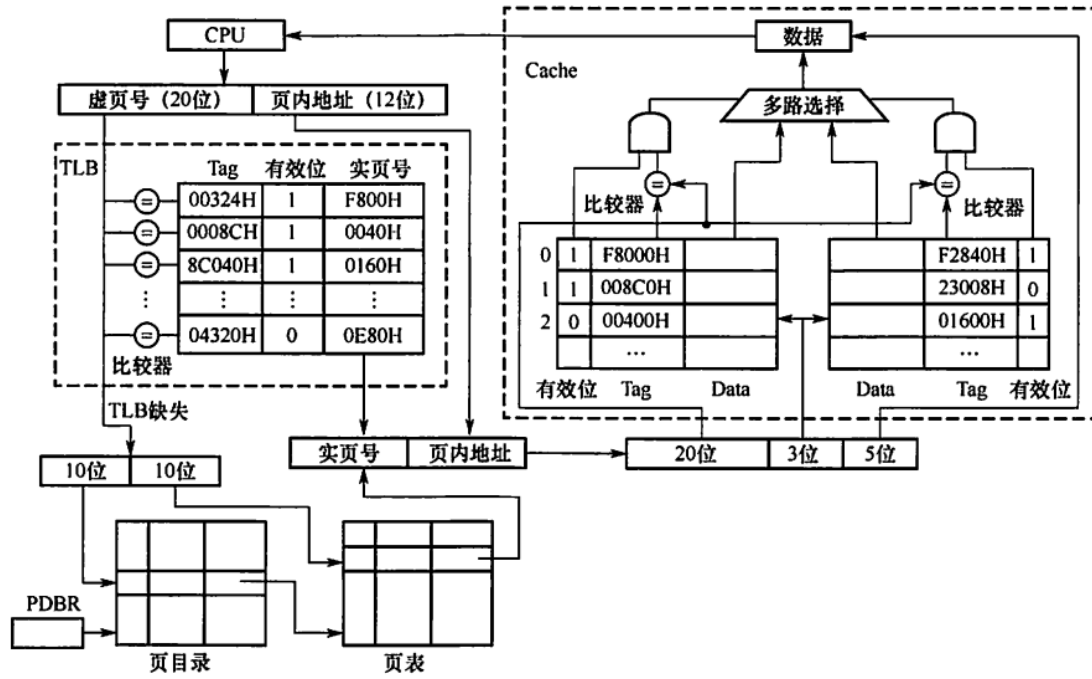 CPU
数据
Cache
虚页号（20位） 页内地址（12位）
多路选择
TLB
Tag 有效位 实页号
= 00324H 1 F800H
= 0008CH 1 0040H
= 8C040H 1 0160H
⋮ ⋮ ⋮ ⋮
= 04320H 0 0E80H
比较器
= =
比较器 比较器
0 1 F8000H F2840H 1
1 1 008C0H 23008H 0
2 0 00400H 01600H 1
… …
有效位 Tag Data Data Tag 有效位
TLB缺失
10位 10位
实页号 页内地址
20位 3位 5位
PDBR
页目录 页表